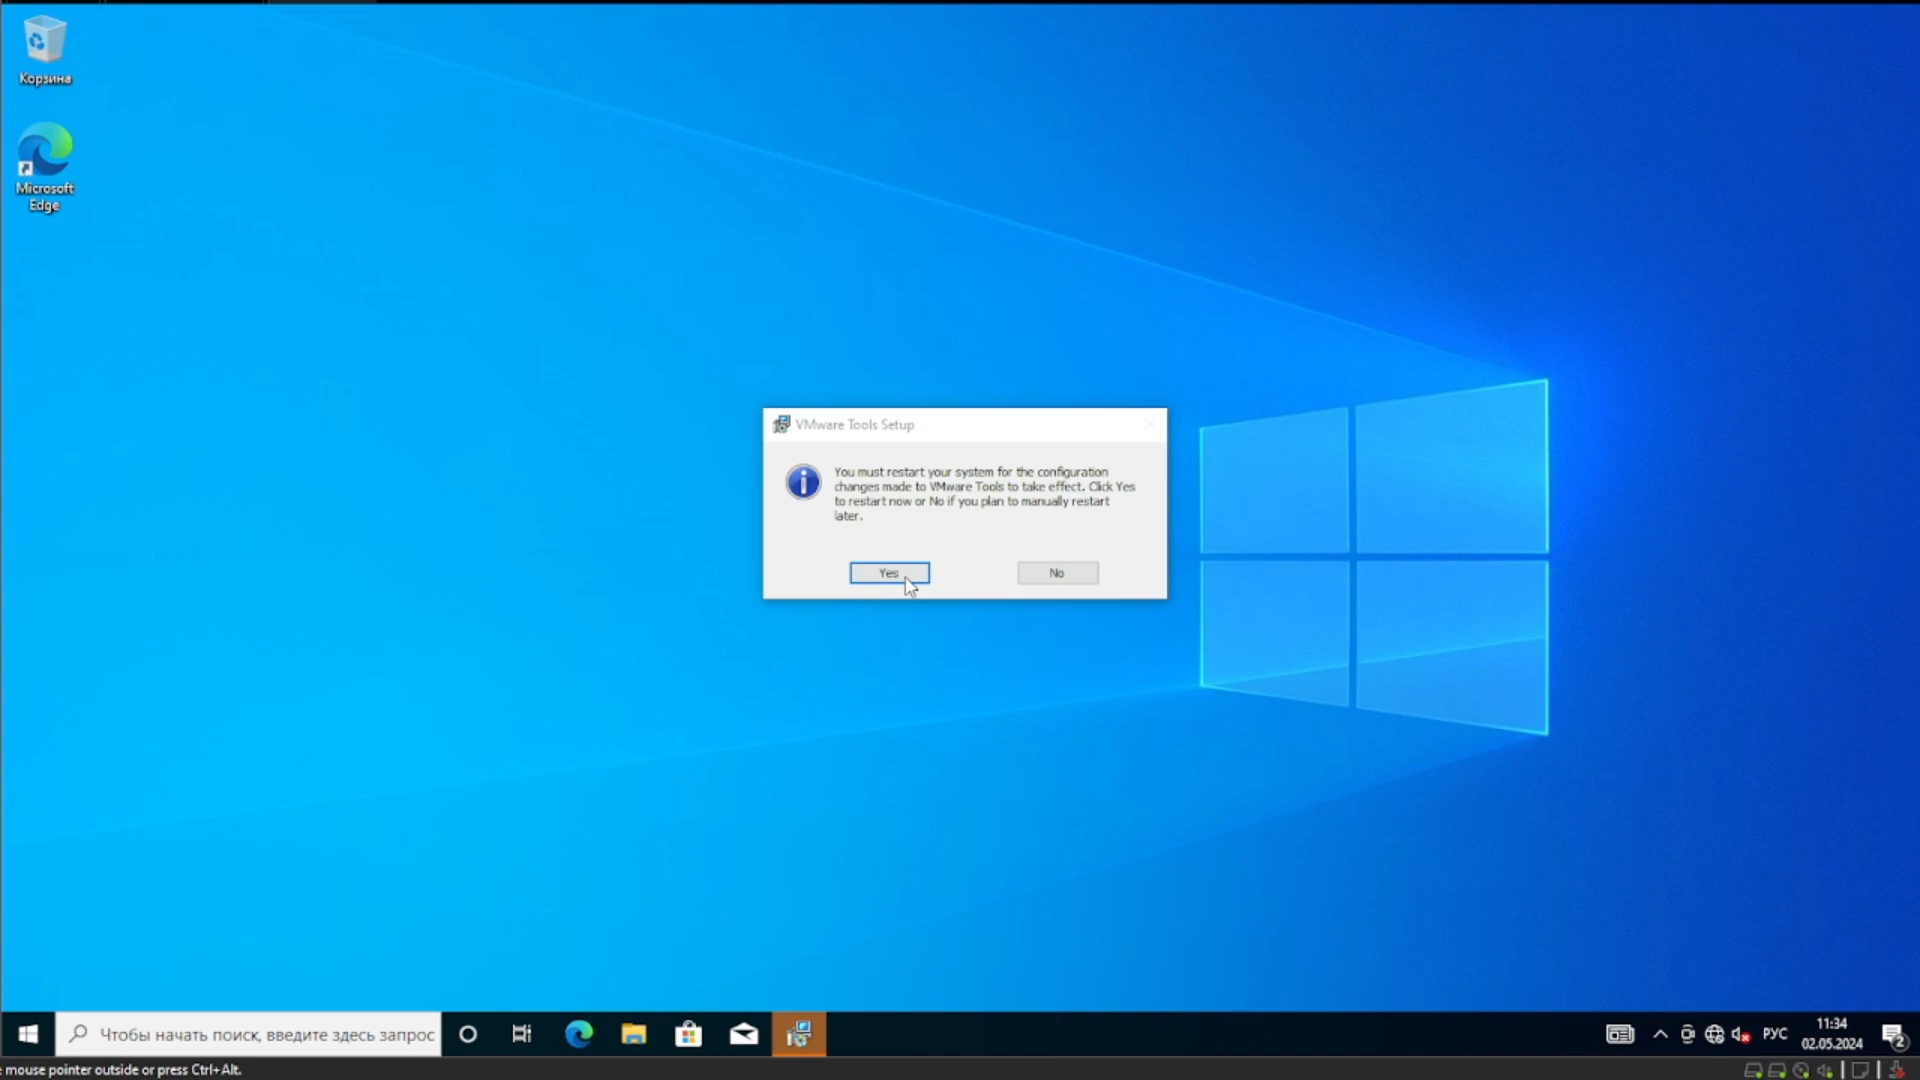 Корзина
Microsoft
Edge
VMware Tools Setup
You must restart your system for the configuration
changes made to VMware Tools to take effect. Click Yes
to restart now or No if you plan to manually restart
later.
Yes
No
Чтобы начать поиск, введите здесь запрос
РУС
11:34
02.05.2024
2
mouse pointer outside or press Ctrl+Alt.